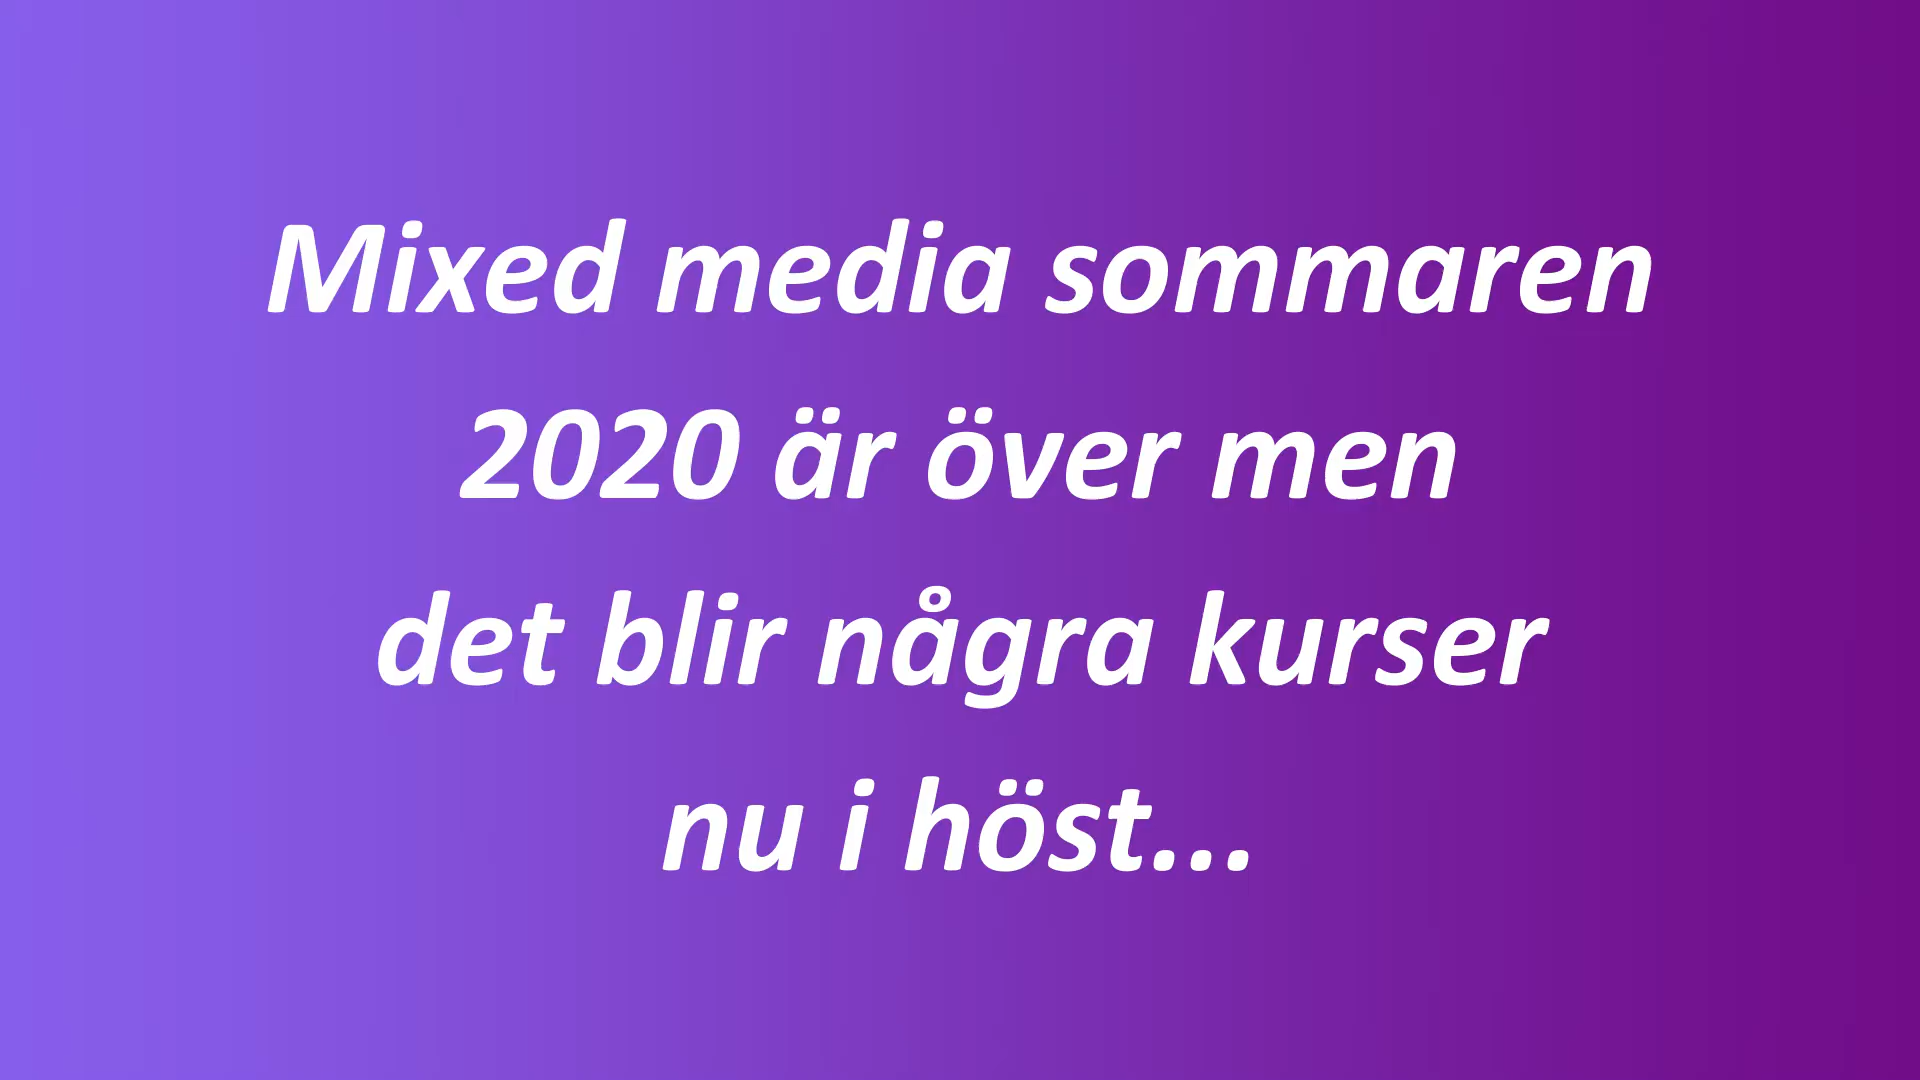 Mixed media sommaren
2020 är över men
det blir några kurser
nu i höst...